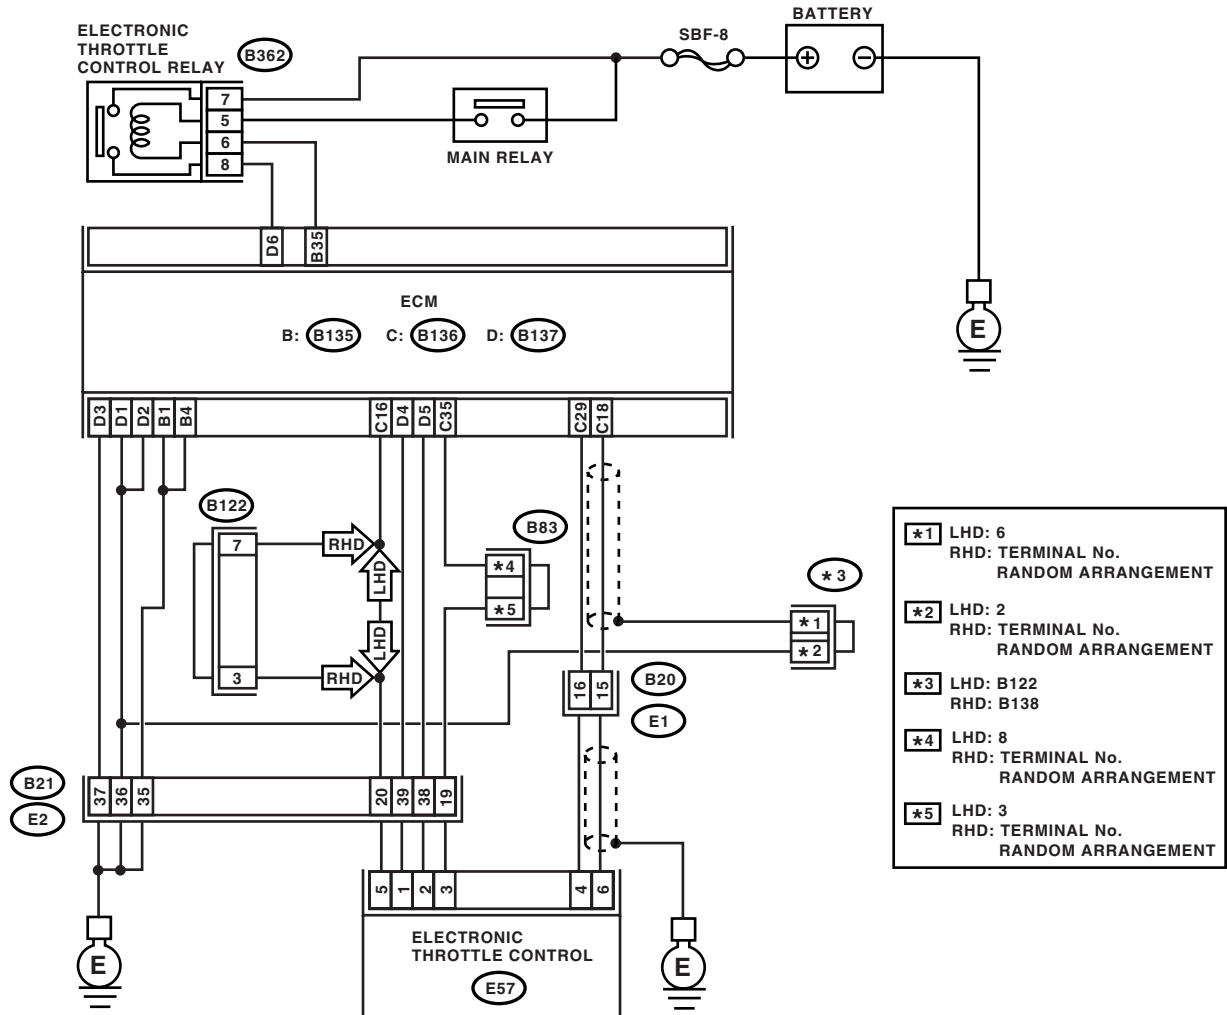 ELECTRONIC
THROTTLE
CONTROL RELAY
B362
SBF-8
BATTERY
7
5
6
8
MAIN RELAY
E
D6
B35
ECM
B: B135 C: B136 D: B137
D3 D1 D2 B1 B4 C16 D4 D5 C35 C29 C18
B122
7
3
RHD
LHD
LHD
RHD
B83
*4
*5
*3
*1
*2
B20
E1
16 15
B21
E2
37 36 35 20 39 38 19
5 1 2 3 4 6
ELECTRONIC
THROTTLE CONTROL
E57
E
E
*1 LHD: 6
RHD: TERMINAL No.
RANDOM ARRANGEMENT
*2 LHD: 2
RHD: TERMINAL No.
RANDOM ARRANGEMENT
*3 LHD: B122
RHD: B138
*4 LHD: 8
RHD: TERMINAL No.
RANDOM ARRANGEMENT
*5 LHD: 3
RHD: TERMINAL No.
RANDOM ARRANGEMENT